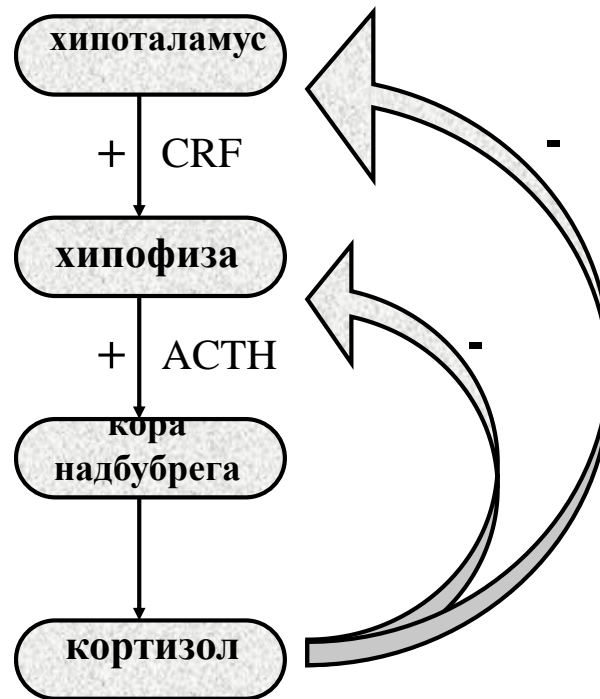 хипоталамус
+ CRF
-
хипофиза
+ ACTH
-
кора
надбубрега
кортизол